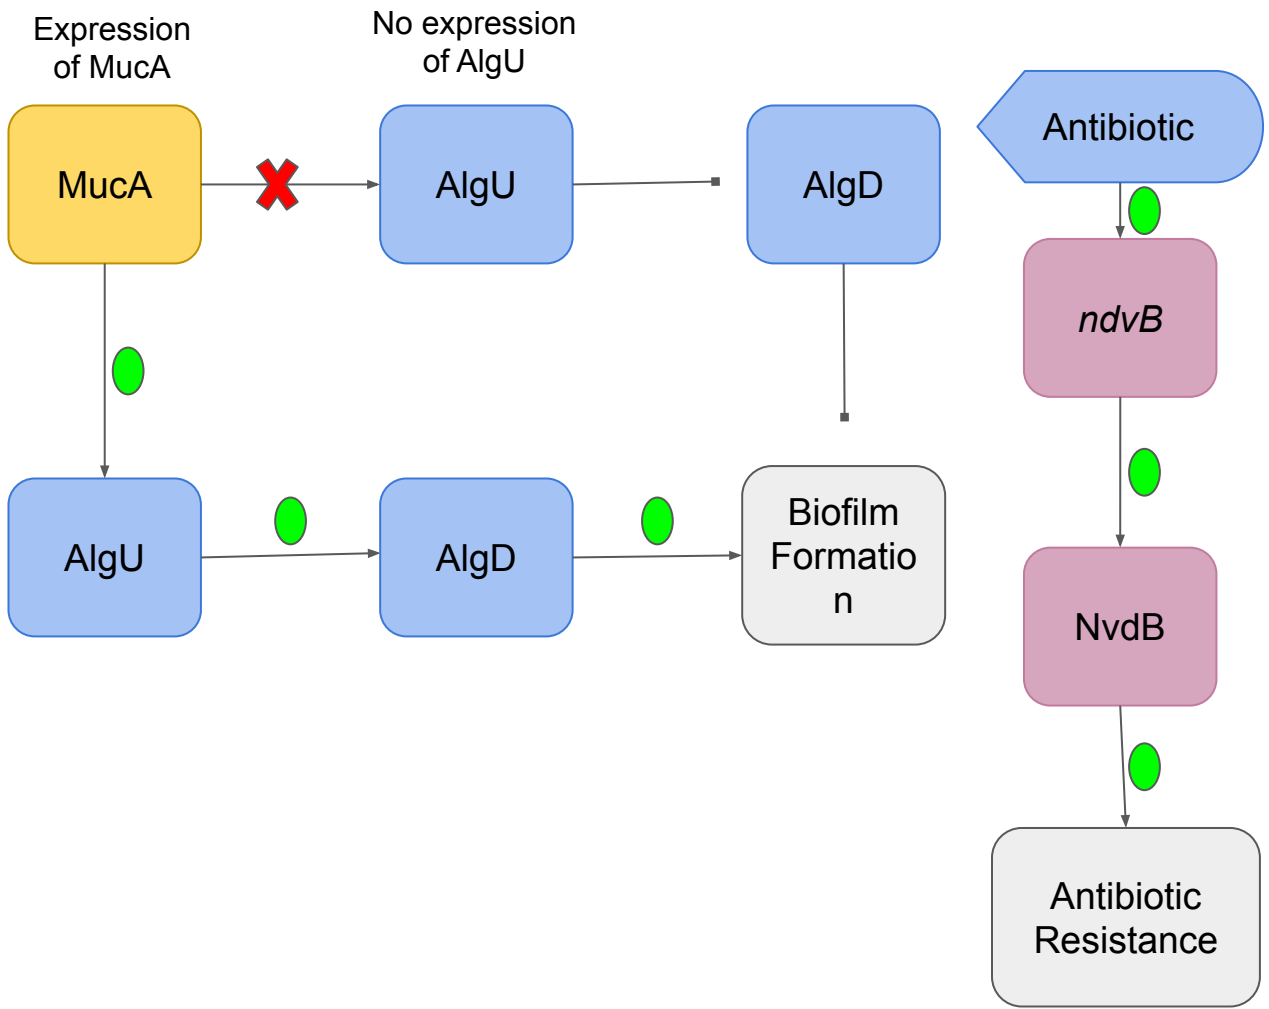 Expression
of MucA
No expression
of AlgU
MucA
AlgU
AlgD
Antibiotic
ndvB
AlgU
AlgD
Biofilm
Formatio
n
NvdB
Antibiotic
Resistance